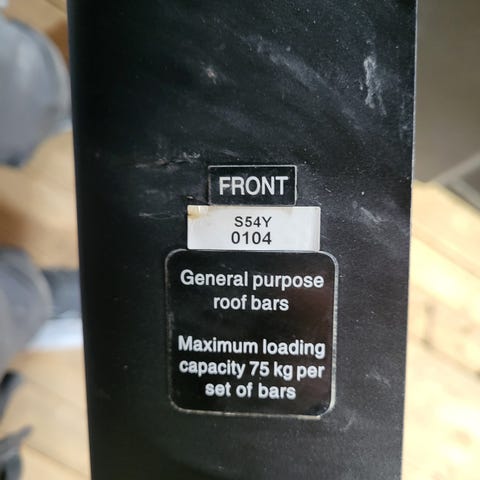 FRONT
S54Y
0104
General purpose
roof bars
Maximum loading
capacity 75 kg per
set of bars